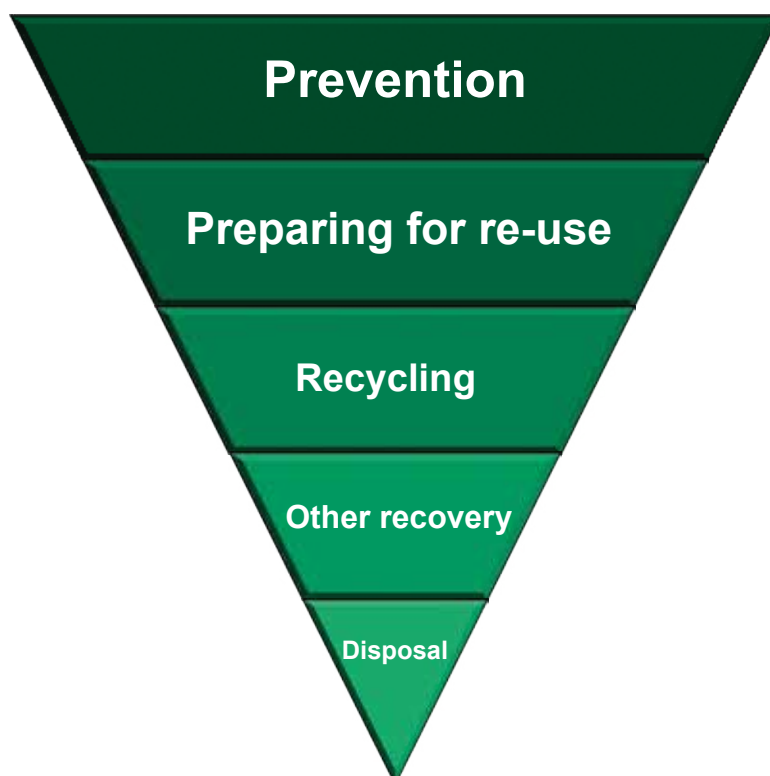 Prevention
Preparing for re-use
Recycling
Other recovery
Disposal